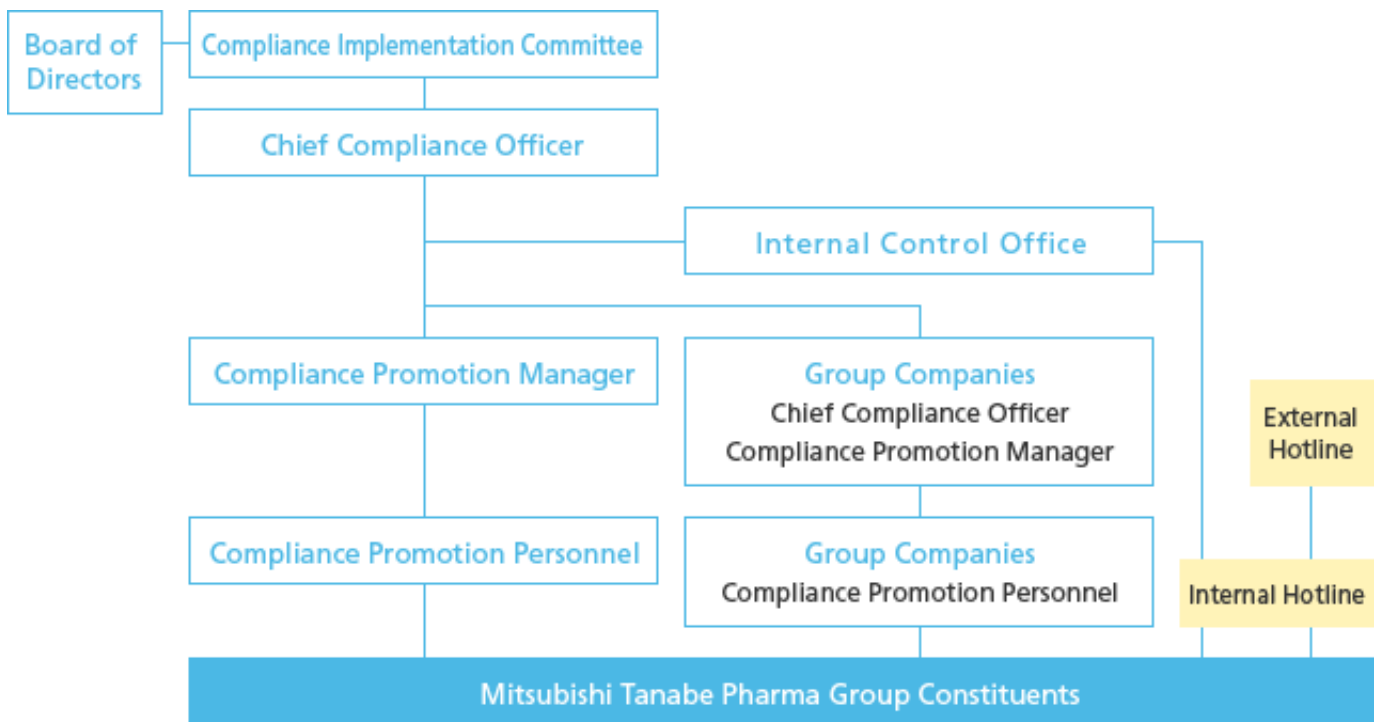 Board of
Directors
Compliance Implementation Committee
Chief Compliance Officer
Internal Control Office
Compliance Promotion Manager
Group Companies
Chief Compliance Officer
Compliance Promotion Manager
External
Hotline
Compliance Promotion Personnel
Group Companies
Compliance Promotion Personnel
Internal Hotline
Mitsubishi Tanabe Pharma Group Constituents